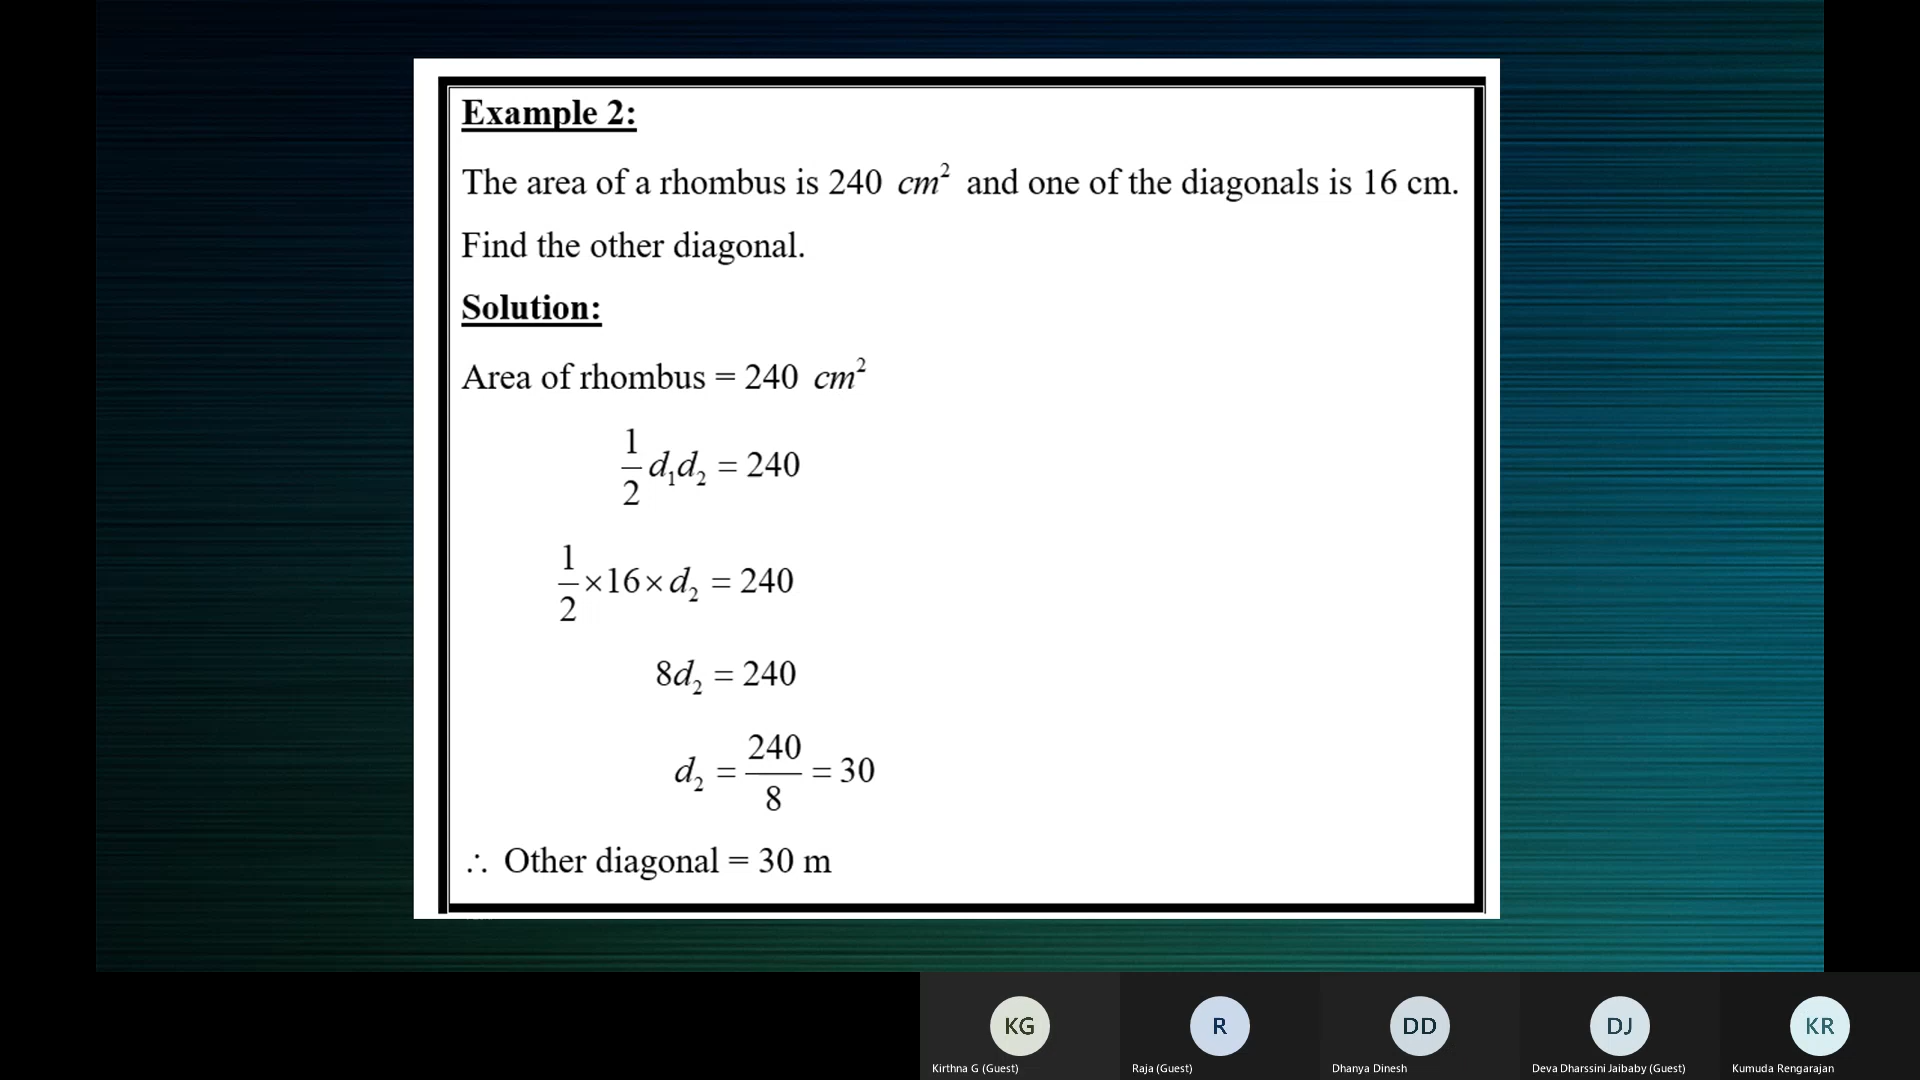 Example 2:
The area of a rhombus is 240 cm² and one of the diagonals is 16 cm.
Find the other diagonal.
Solution:
Area of rhombus = 240 cm²
1/2 d₁d₂ = 240
1/2 × 16 × d₂ = 240
8d₂ = 240
d₂ = 240/8 = 30
∴ Other diagonal = 30 m
KG R DD DJ KR
Kirthna G (Guest) Raja (Guest) Dhanya Dinesh Deva Dharssini Jaibaby (Guest) Kumuda Rengarajan